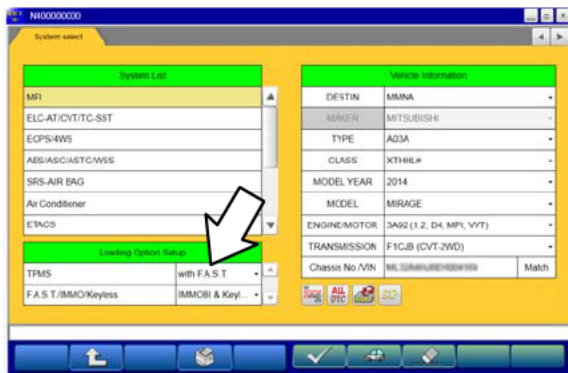 N400000000
System select
System List
MFI
ELC-AT/CVT/TC-SST
ECPS/4WS
ABS/ASC/ASTC/WSS
SRS-AIR BAG
Air Conditioner
ETACS
Loading Option Setup
TPMS with F.A.S.T.
F.A.S.T./IMMO/Keyless IMMOBI & Keyl...
Vehicle Information
DESTIN MMNA
MAKER MITSUBISHI
TYPE A03A
CLASS XTHHL#
MODEL YEAR 2014
MODEL MIRAGE
ENGINE/MOTOR 3A92 (1.2, D4, MPI, VVT)
TRANSMISSION F1CJB (CVT-2WD)
Chassis No./VIN Match
ALL DTC